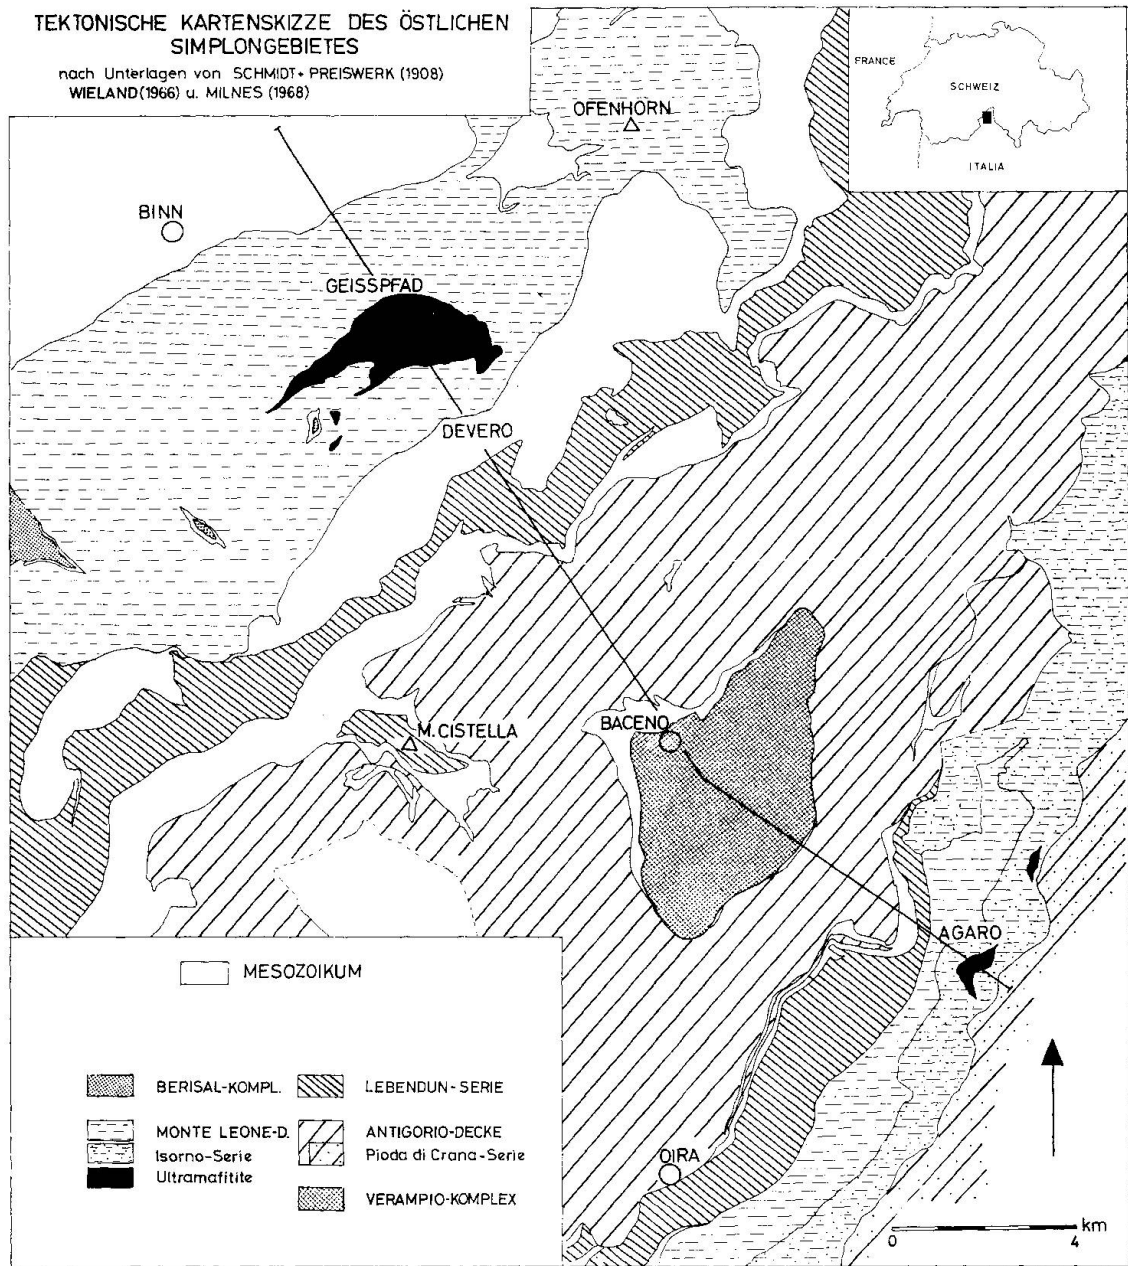 TEKTONISCHE KARTENSKIZZE DES ÖSTLICHEN
SIMPLONGEBIETES
nach Unterlagen von SCHMIDT+PREISWERK (1908)
WIELAND (1966) u. MILNES (1968)
FRANCE
SCHWEIZ
ITALIA
OFENHORN
BINN
GEISSPFAD
DEVERO
M. CISTELLA
BACENO
AGARO
OIRA
MESOZOIKUM
BERISAL-KOMPL.
LEBENDUN-SERIE
MONTE LEONE-D.
Isorno-Serie
Ultramafitite
ANTIGORIO-DECKE
Pioda di Crana-Serie
VERAMPIO-KOMPLEX
km
0 4